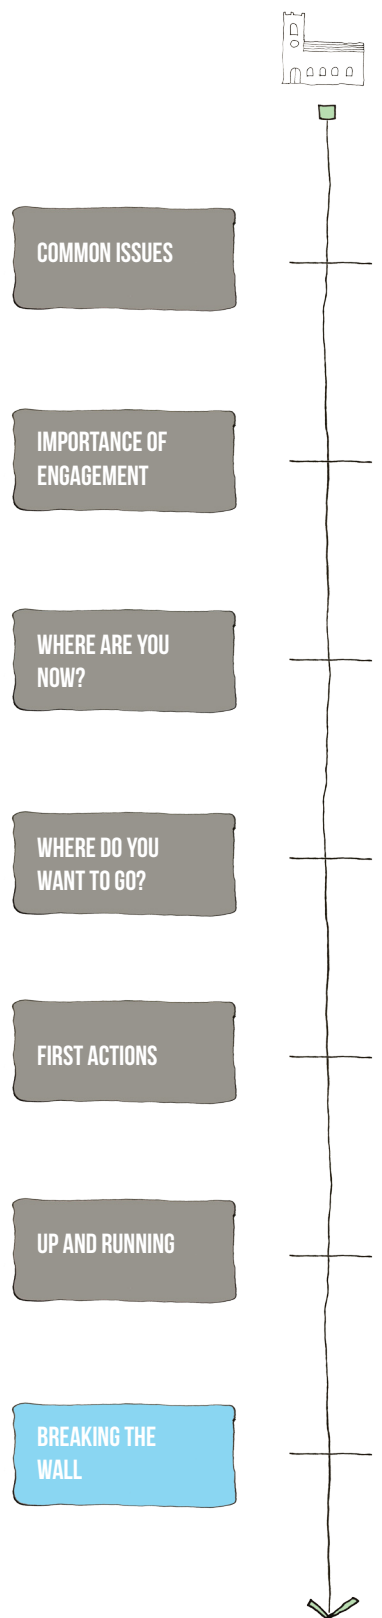 COMMON ISSUES
IMPORTANCE OF
ENGAGEMENT
WHERE ARE YOU
NOW?
WHERE DO YOU
WANT TO GO?
FIRST ACTIONS
UP AND RUNNING
BREAKING THE
WALL